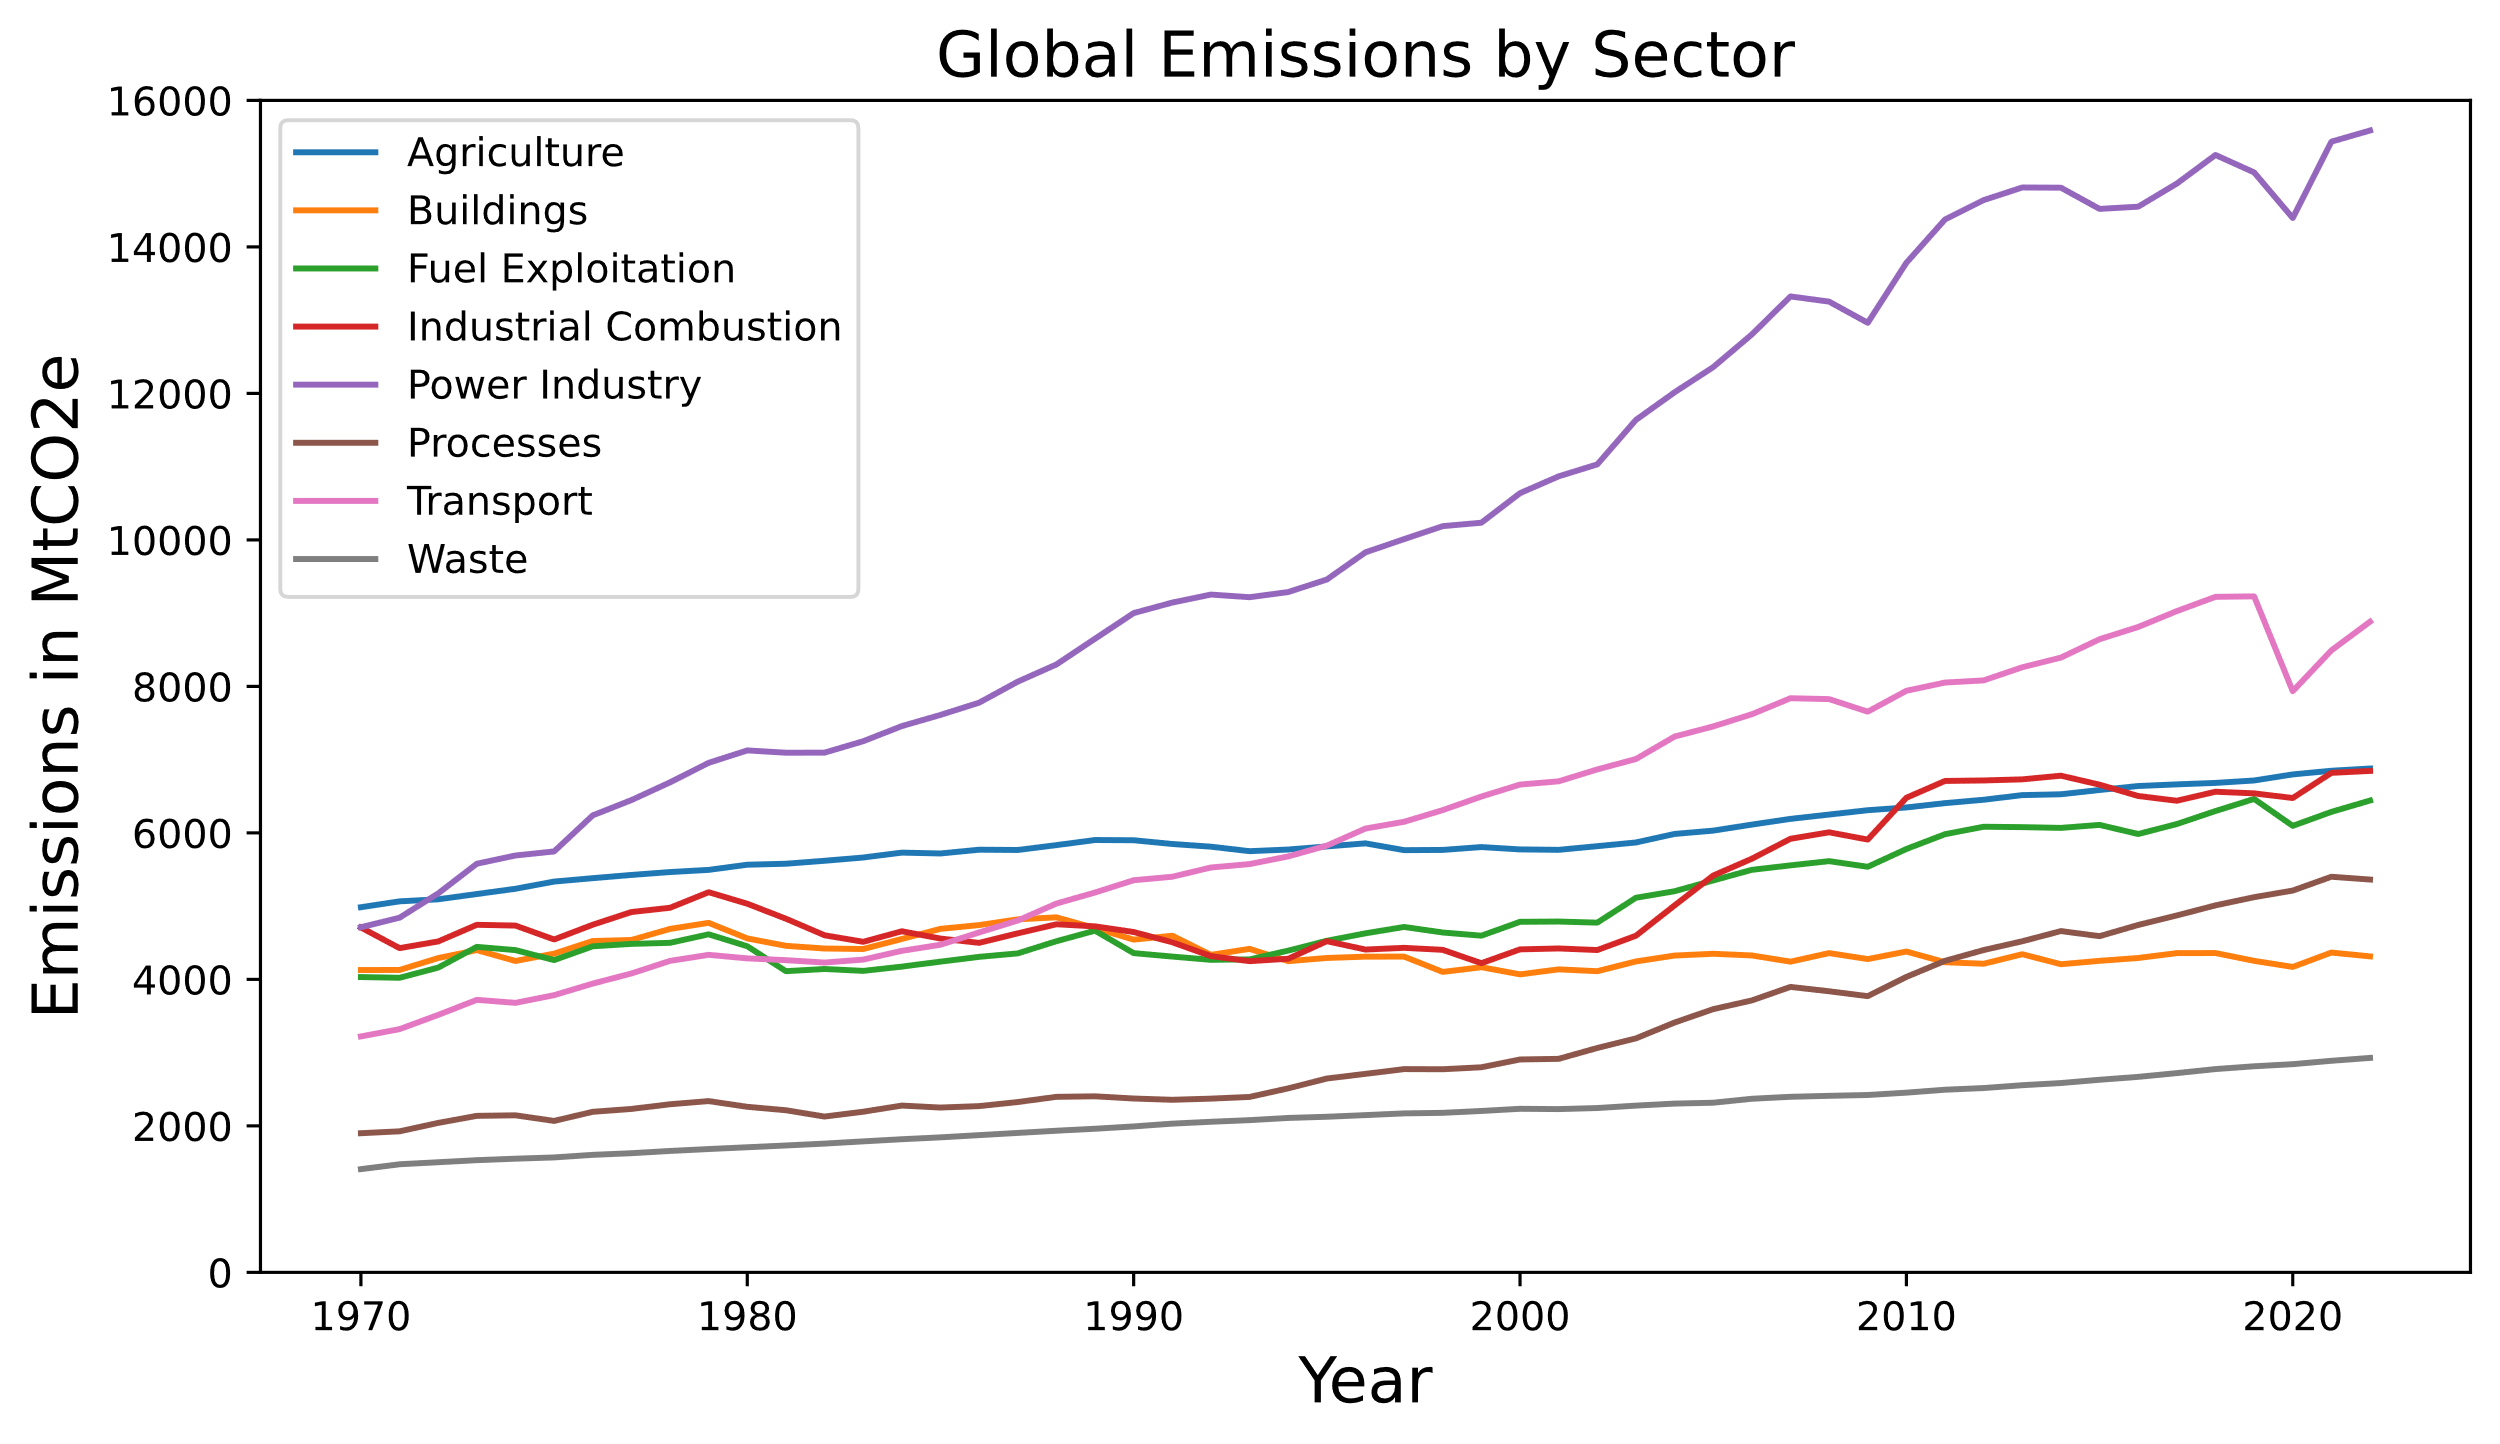 Global Emissions by Sector
Emissions in MtCO2e
16000
14000
12000
10000
8000
6000
4000
2000
0
Agriculture
Buildings
Fuel Exploitation
Industrial Combustion
Power Industry
Processes
Transport
Waste
1970 1980 1990 2000 2010 2020
Year